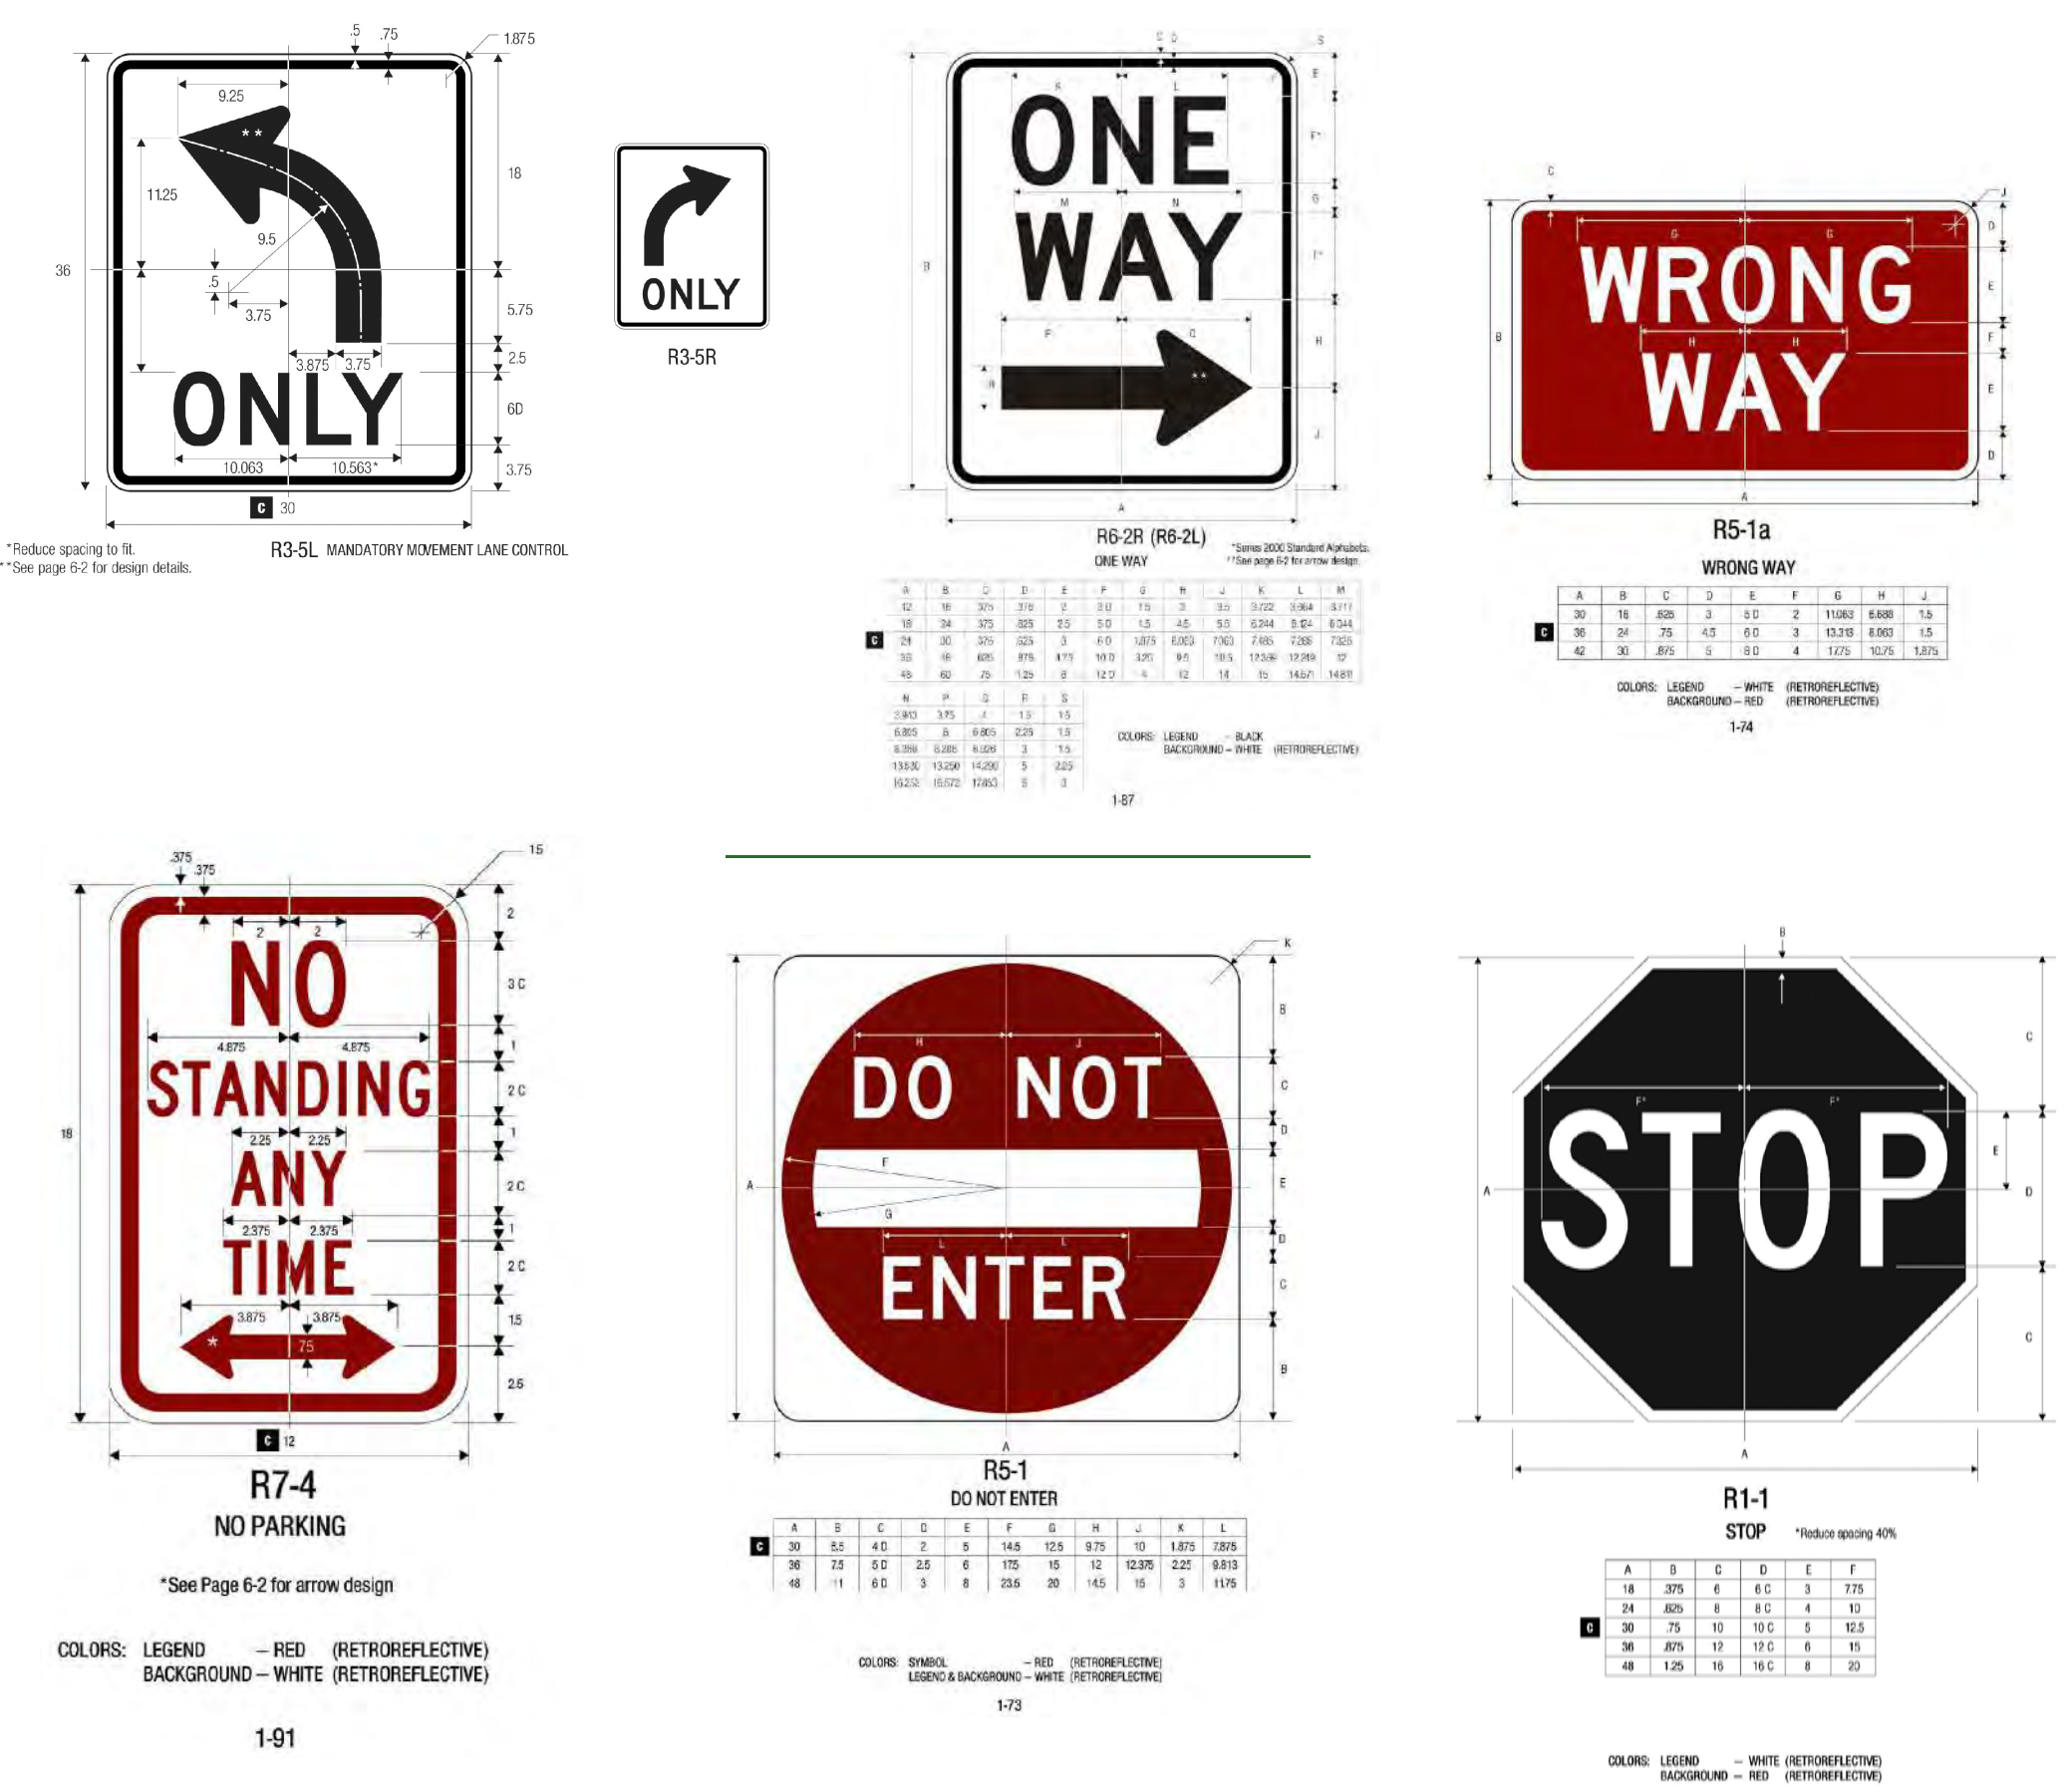 .5 .75 1.875
9.25
**
11.25
9.5
.5
3.75
36
18
5.75
2.5
6D
3.75
3.875 3.75
ONLY
10.063 10.563*
C 30
*Reduce spacing to fit.
**See page 6-2 for design details.
R3-5L MANDATORY MOVEMENT LANE CONTROL
ONLY
R3-5R
C D S
E
K L
ONE
F*
M N
G
WAY
F*
B
P Q
H
R
**
J
A
R6-2R (R6-2L)
ONE WAY
*Series 2000 Standard Alphabets.
**See page 6-2 for arrow design.
A B C D E F G H J K L M
N P Q R S
COLORS: LEGEND – BLACK
BACKGROUND – WHITE (RETROREFLECTIVE)
1-87
C J
G G
D
WRONG
E
B
H H
F
WAY
E
D
A
R5-1a
WRONG WAY
A B C D E F G H J
30 18 .625 3 5 D 2 11.063 6.688 1.5
C 36 24 .75 4.5 6 D 3 13.313 8.063 1.5
42 30 .875 5 8 D 4 17.75 10.75 1.875
COLORS: LEGEND – WHITE (RETROREFLECTIVE)
BACKGROUND – RED (RETROREFLECTIVE)
1-74
.375 .375 1.5
2 2
2
NO
3 C
4.875 4.875
1
STANDING
2 C
18
2.25 2.25
1
ANY
2 C
2.375 2.375
1
TIME
2 C
3.875 3.875
1.5
* .75
2.5
C 12
R7-4
NO PARKING
*See Page 6-2 for arrow design
COLORS: LEGEND – RED (RETROREFLECTIVE)
BACKGROUND – WHITE (RETROREFLECTIVE)
1-91
K
B
H J
DO NOT
C
D
F
A
E
G
L L
D
ENTER
C
B
A
R5-1
DO NOT ENTER
A B C D E F G H J K L
C 30 6.5 4 D 2 5 14.5 12.5 9.75 10 1.875 7.875
36 7.5 5 D 2.5 6 17.5 15 12 12.375 2.25 9.813
48 11 6 D 3 8 23.5 20 14.5 15 3 11.75
COLORS: SYMBOL – RED (RETROREFLECTIVE)
LEGEND & BACKGROUND – WHITE (RETROREFLECTIVE)
1-73
B
C
F* F*
STOP
E
A
D
C
A
R1-1
STOP *Reduce spacing 40%
A B C D E F
18 .375 6 6 C 3 7.75
24 .625 8 8 C 4 10
C 30 .75 10 10 C 5 12.5
36 .875 12 12 C 6 15
48 1.25 16 16 C 8 20
COLORS: LEGEND – WHITE (RETROREFLECTIVE)
BACKGROUND – RED (RETROREFLECTIVE)